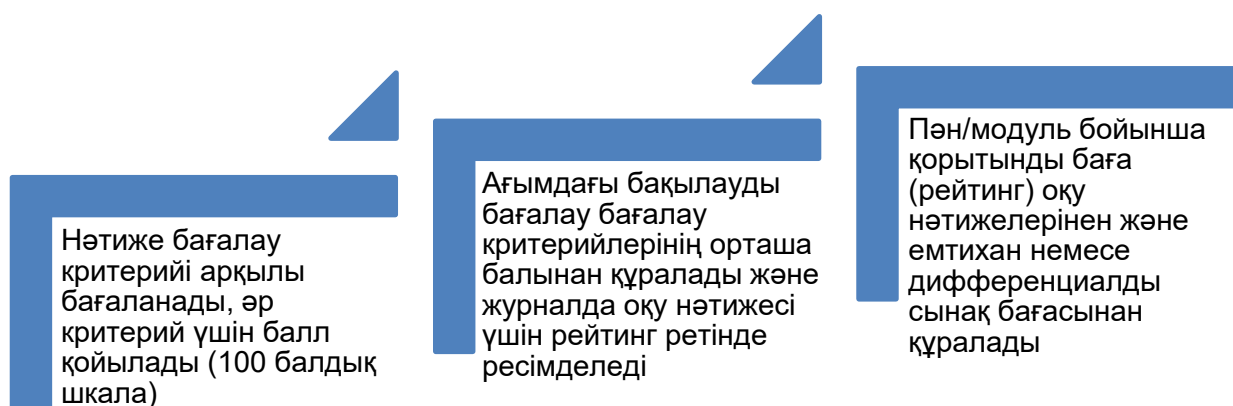 Нәтиже бағалау
критерийі арқылы
бағаланады, әр
критерий үшін балл
қойылады (100 балдық
шкала)
Ағымдағы бақылауды
бағалау бағалау
критерийлерінің орташа
балынан құралады және
журналда оқу нәтижесі
үшін рейтинг ретінде
ресімделеді
Пән/модуль бойынша
қорытынды баға
(рейтинг) оқу
нәтижелерінен және
емтихан немесе
дифференциалды
сынақ бағасынан
құралады